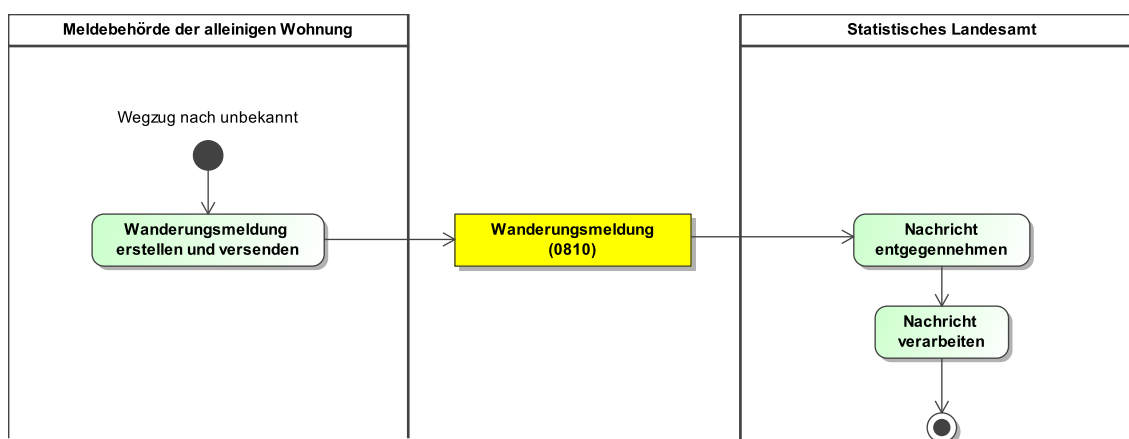 Meldebehörde der alleinigen Wohnung
Statistisches Landesamt
Wegzug nach unbekannt
Wanderungsmeldung
erstellen und versenden
Wanderungsmeldung
(0810)
Nachricht
entgegennehmen
Nachricht
verarbeiten